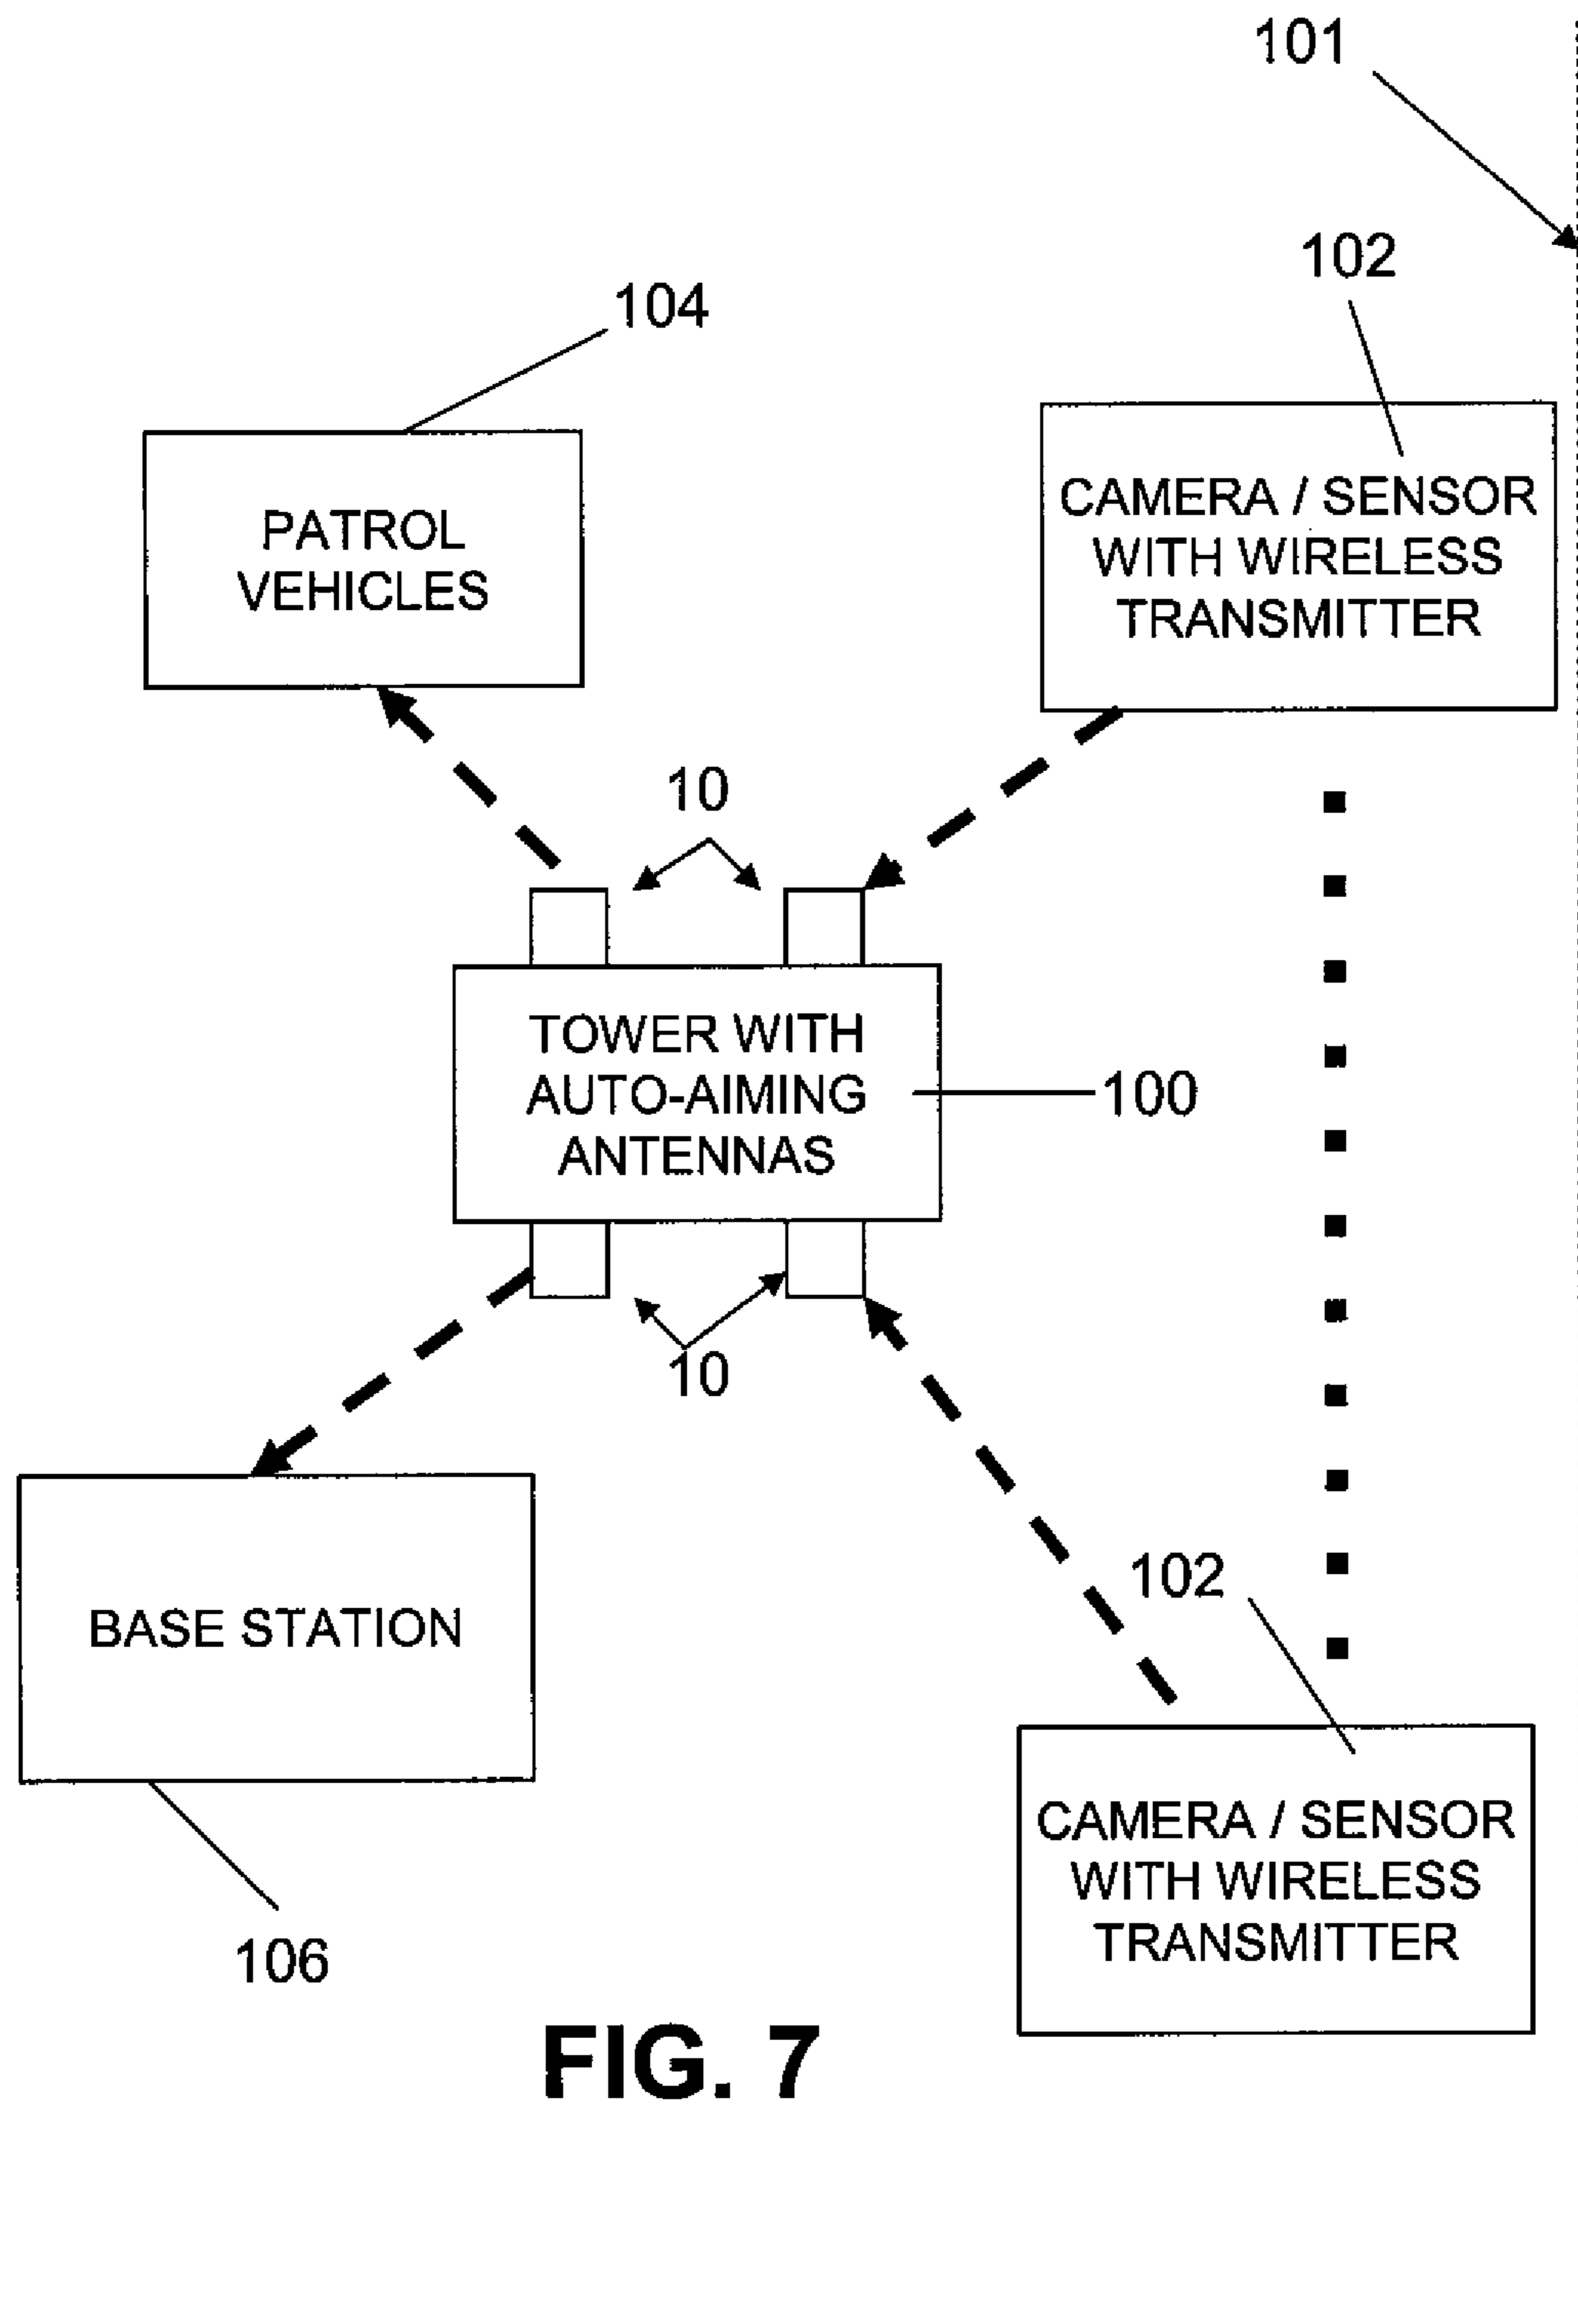 101
102
104
CAMERA / SENSOR
WITH WIRELESS
TRANSMITTER
PATROL
VEHICLES
10
TOWER WITH
AUTO-AIMING
ANTENNAS
100
10
102
BASE STATION
CAMERA / SENSOR
WITH WIRELESS
TRANSMITTER
106
FIG. 7